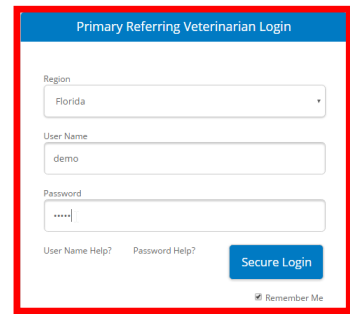 Primary Referring Veterinarian Login
Region
Florida
User Name
demo
Password
•••••
User Name Help? Password Help?
Secure Login
Remember Me